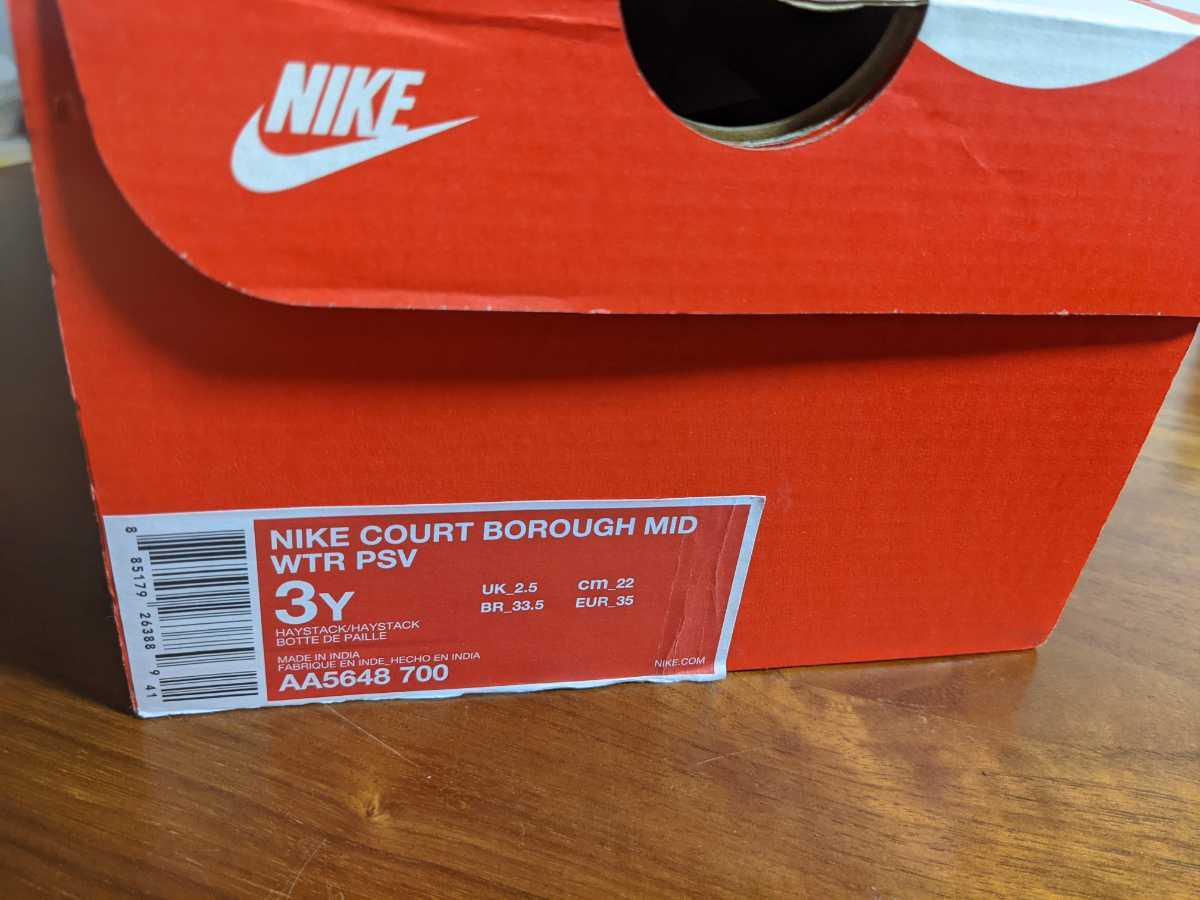 NIKE
NIKE COURT BOROUGH MID
WTR PSV
3Y
UK_2.5 cm_22
BR_33.5 EUR_35
HAYSTACK/HAYSTACK
BOTTE DE PAILLE
MADE IN INDIA
FABRIQUE EN INDE_HECHO EN INDIA
AA5648 700
NIKE.COM
8 85179 26388 9 41